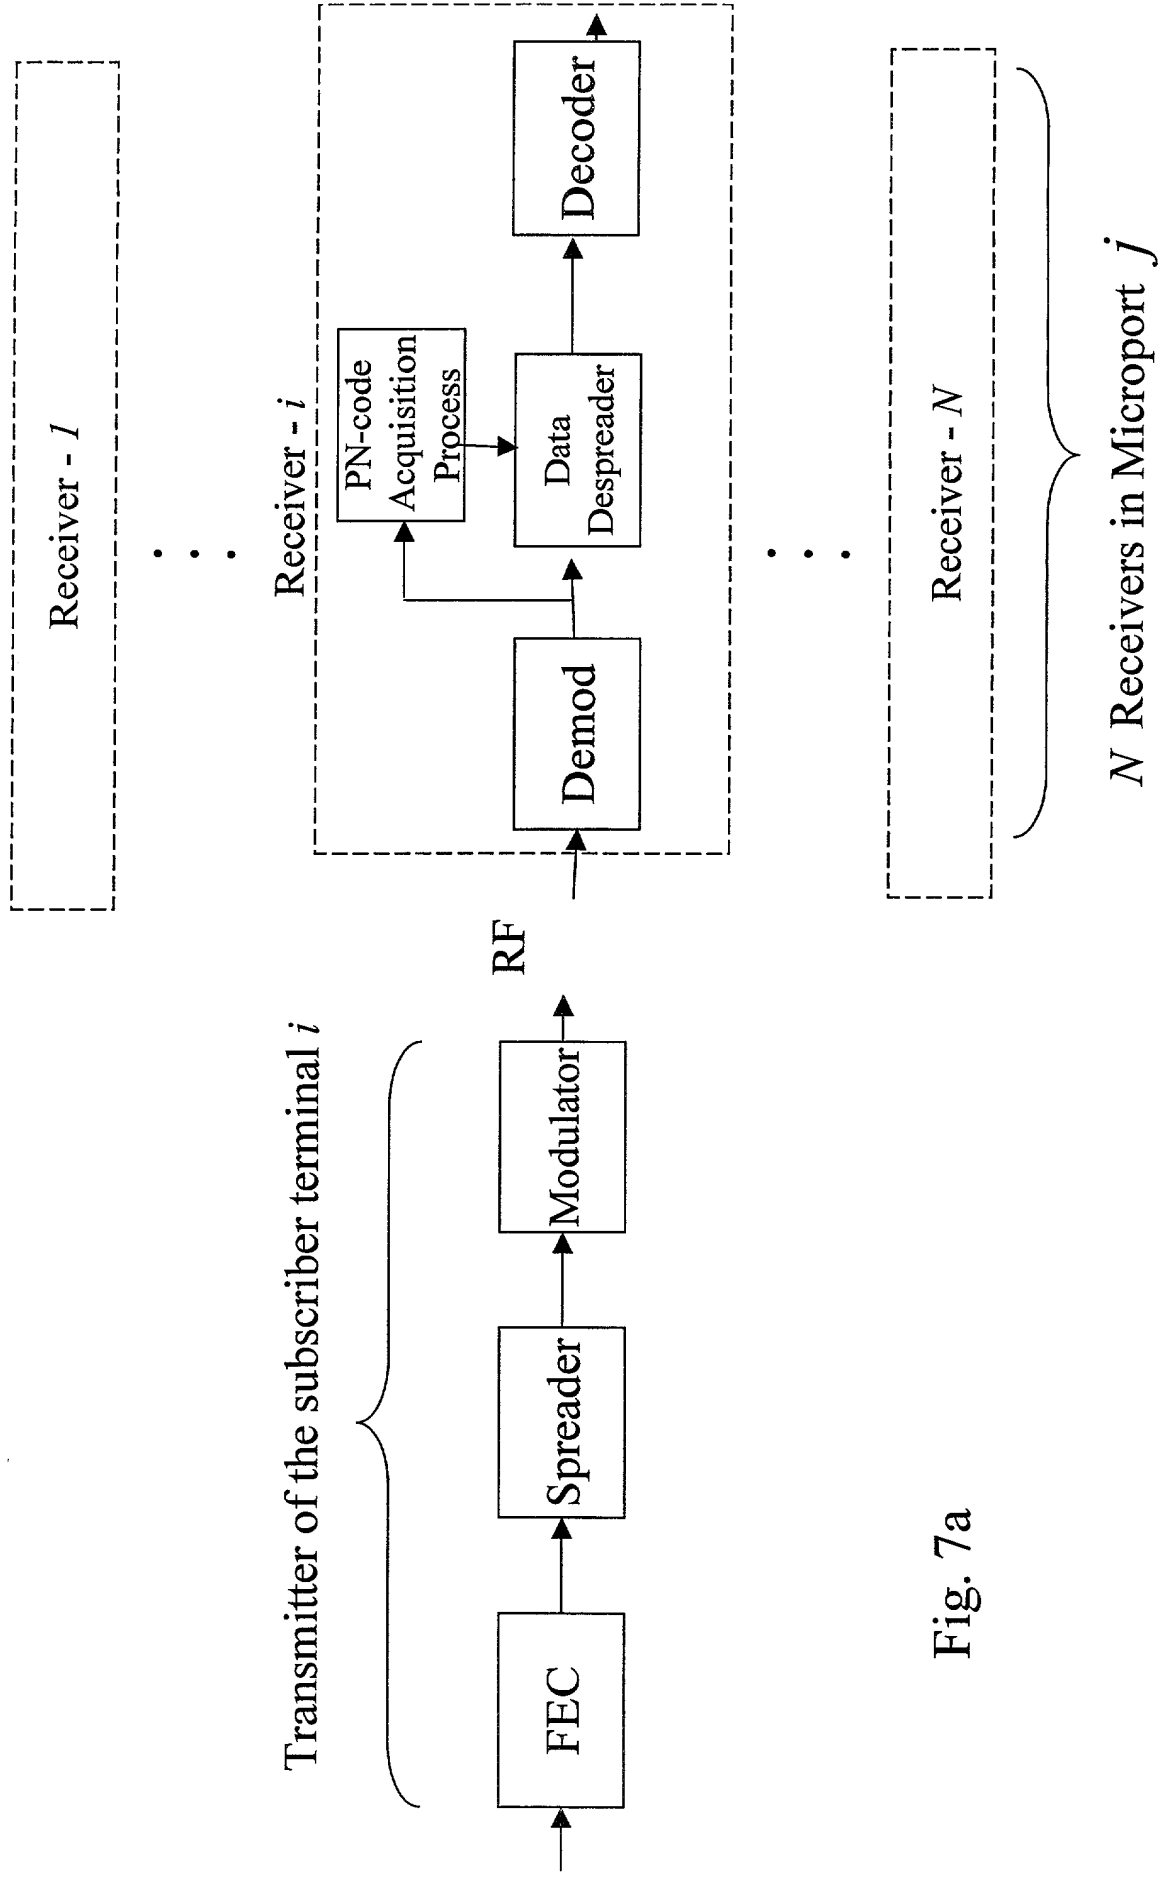 Receiver - 1
Transmitter of the subscriber terminal i
Receiver - i
PN-code
Acquisition
Process
FEC
Spreader
Modulator
RF
Demod
Data
Despreader
Decoder
Receiver - N
N Receivers in Microport j
Fig. 7a